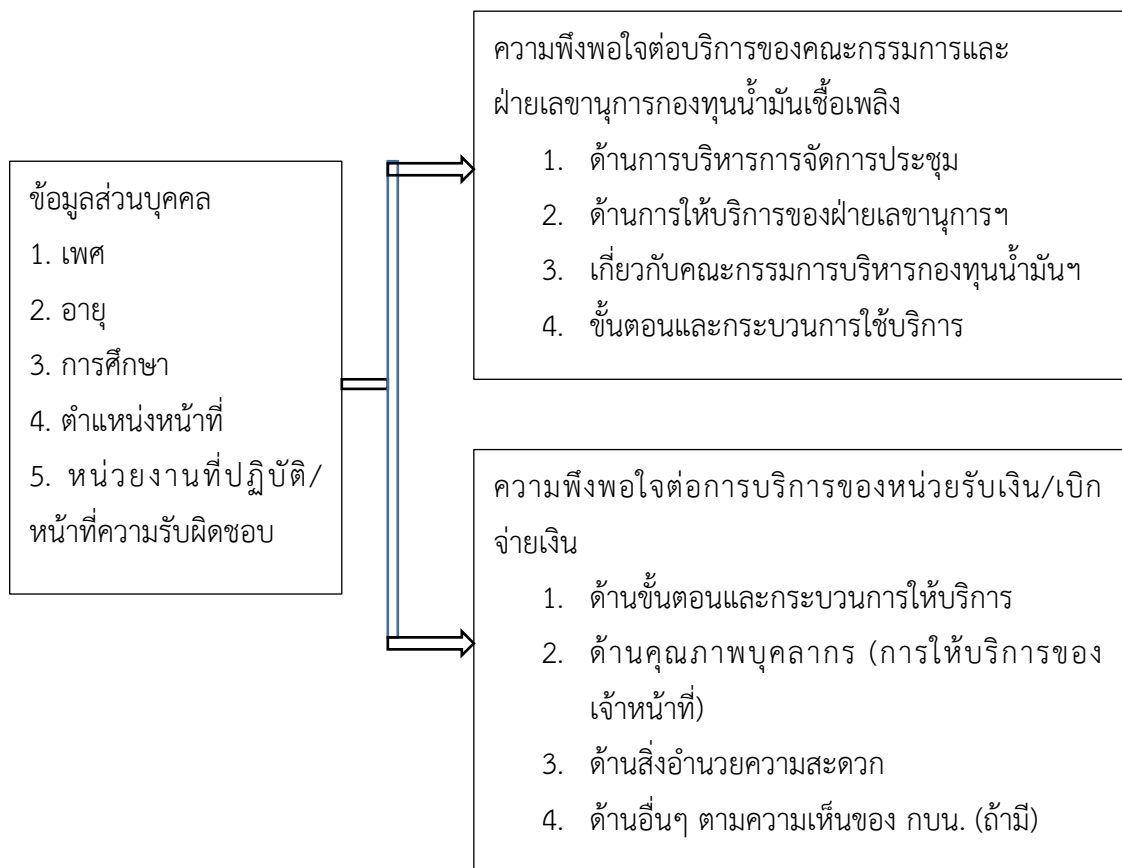 ข้อมูลส่วนบุคคล
1. เพศ
2. อายุ
3. การศึกษา
4. ตำแหน่งหน้าที่
5. หน่วยงานที่ปฏิบัติ/
หน้าที่ความรับผิดชอบ
ความพึงพอใจต่อบริการของคณะกรรมการและ
ฝ่ายเลขานุการกองทุนน้ำมันเชื้อเพลิง
1. ด้านการบริหารการจัดการประชุม
2. ด้านการให้บริการของฝ่ายเลขานุการฯ
3. เกี่ยวกับคณะกรรมการบริหารกองทุนน้ำมันฯ
4. ขั้นตอนและกระบวนการใช้บริการ
ความพึงพอใจต่อการบริการของหน่วยรับเงิน/เบิก
จ่ายเงิน
1. ด้านขั้นตอนและกระบวนการให้บริการ
2. ด้านคุณภาพบุคลากร (การให้บริการของ
เจ้าหน้าที่)
3. ด้านสิ่งอำนวยความสะดวก
4. ด้านอื่นๆ ตามความเห็นของ กบน. (ถ้ามี)